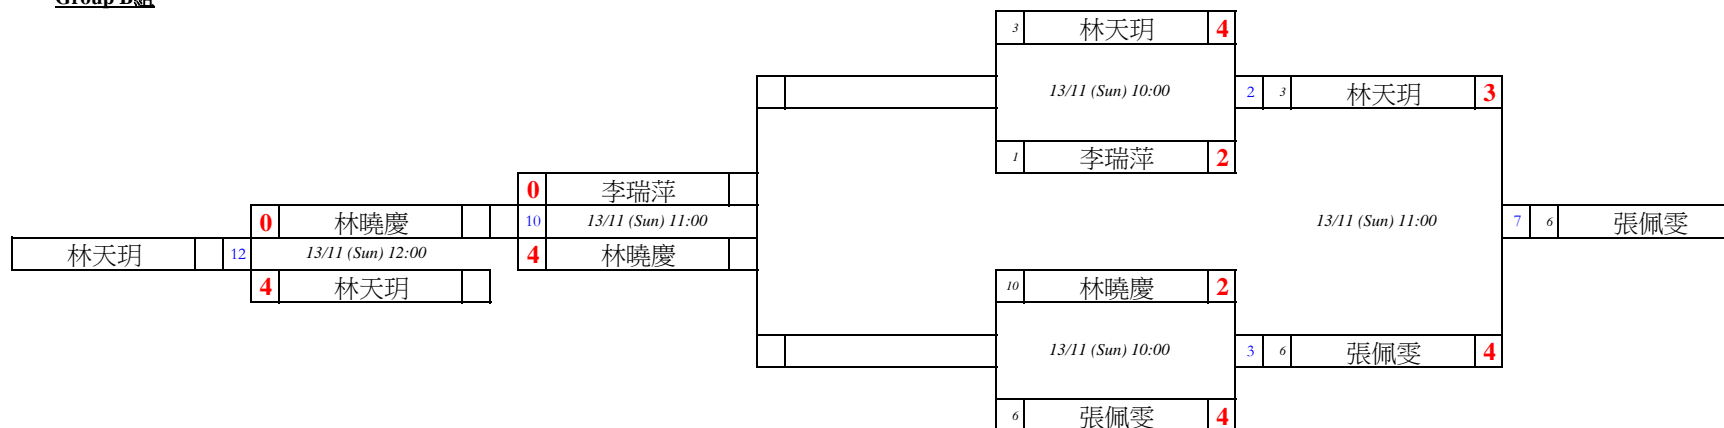 Group B組
3 林天玥 4
13/11 (Sun) 10:00 2 3 林天玥 3
1 李瑞萍 2
0 李瑞萍
0 林曉慶 10 13/11 (Sun) 11:00 13/11 (Sun) 11:00 7 6 張佩雯
林天玥 12 13/11 (Sun) 12:00 4 林曉慶
4 林天玥 10 林曉慶 2
13/11 (Sun) 10:00 3 6 張佩雯 4
6 張佩雯 4